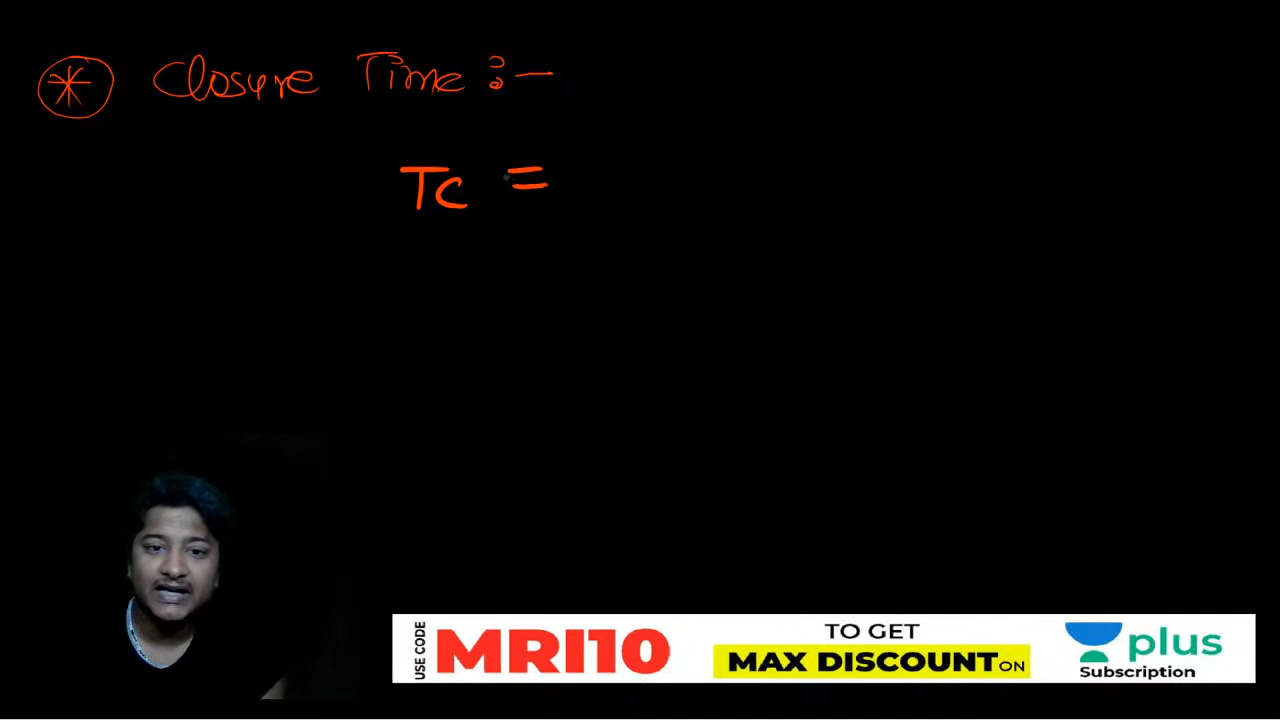 * Closure Time :-
Tc =
USE CODE
MRI10
TO GET
MAX DISCOUNT ON
plus
Subscription